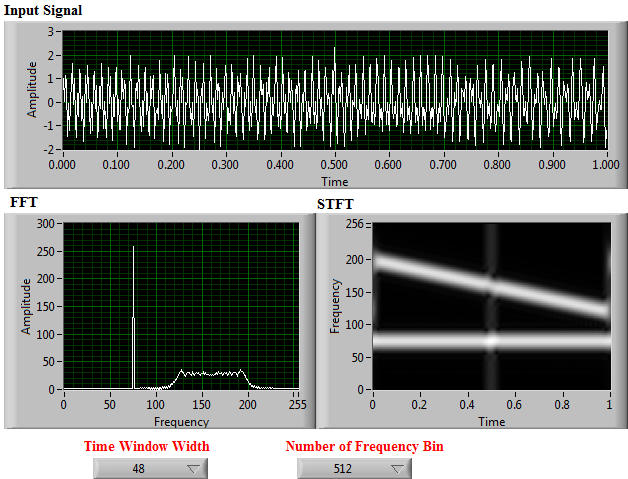 Input Signal
Amplitude
3
2
1
0
-1
-2
0.000 0.100 0.200 0.300 0.400 0.500 0.600 0.700 0.800 0.900 1.000
Time
FFT
Amplitude
300
250
200
150
100
50
0
0 50 100 150 200 255
Frequency
STFT
Frequency
256
200
150
100
50
0
0 0.2 0.4 0.6 0.8 1
Time
Time Window Width
48
Number of Frequency Bin
512